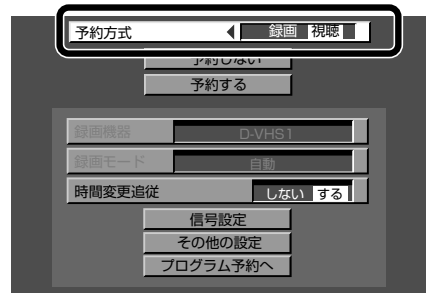 予約方式 録画 視聴
予約しない
予約する
録画機器 D-VHS1
録画モード 自動
時間変更追従 しない する
信号設定
その他の設定
プログラム予約へ